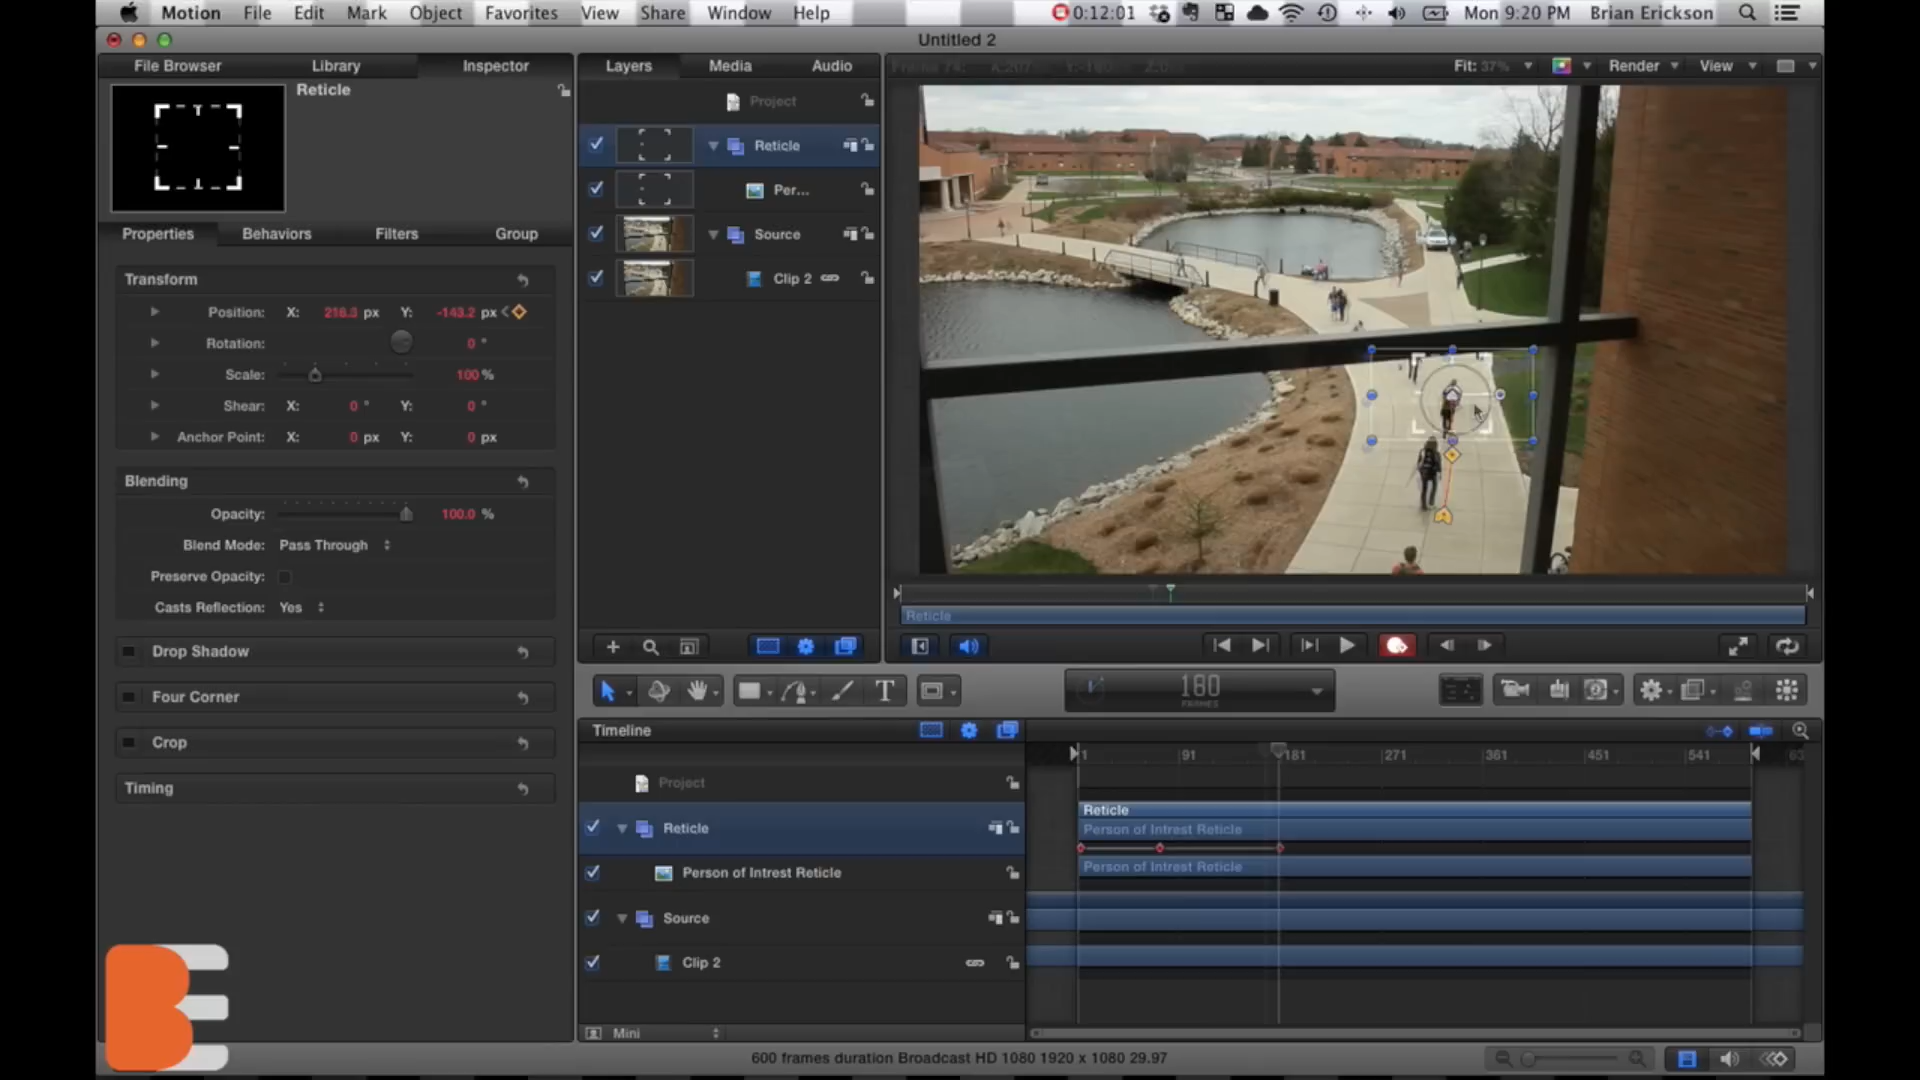 Motion File Edit Mark Object Favorites View Share Window Help 0:12:01 Mon 9:20 PM Brian Erickson
Untitled 2
File Browser Library Inspector
Layers Media Audio
Fit: 37% Render View
Reticle
Project
Reticle
Per...
Source
Clip 2
Properties Behaviors Filters Group
Transform
Position: X: 216.3 px Y: -143.2 px
Rotation: 0 °
Scale: 100 %
Shear: X: 0 ° Y: 0 °
Anchor Point: X: 0 px Y: 0 px
Blending
Opacity: 100.0 %
Blend Mode: Pass Through
Preserve Opacity:
Casts Reflection: Yes
Drop Shadow
Four Corner
Crop
Timing
Reticle
T
180
FRAMES
Timeline
1 91 181 271 361 451 541 63
Project
Reticle
Reticle
Person of Intrest Reticle
Person of Intrest Reticle
Person of Intrest Reticle
Source
Clip 2
Mini
600 frames duration Broadcast HD 1080 1920 x 1080 29.97
BE